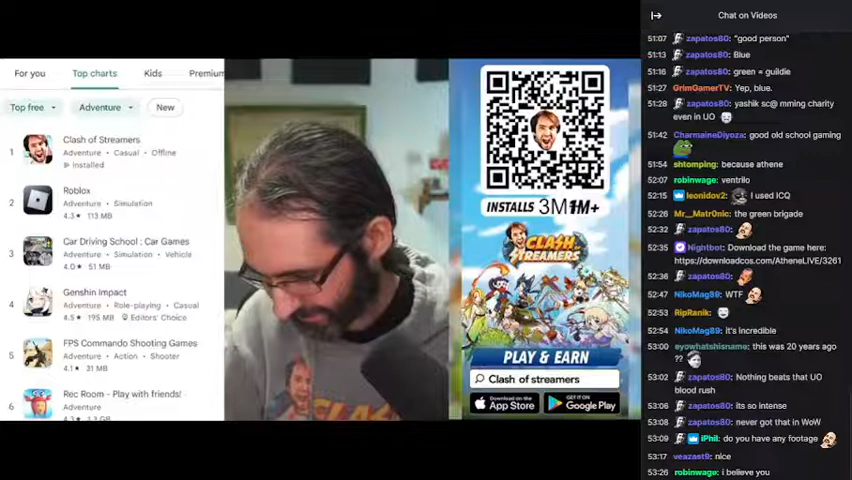 For you
Top charts
Kids
Premium
Top free
Adventure
New
1
Clash of Streamers
Adventure • Casual • Offline
Installed
2
Roblox
Adventure • Simulation
4.3★ 113 MB
3
Car Driving School : Car Games
Adventure • Simulation • Vehicle
4.0★ 51 MB
4
Genshin Impact
Adventure • Role-playing • Casual
4.5★ 195 MB Editors' Choice
5
FPS Commando Shooting Games
Adventure • Action • Shooter
4.1★ 31 MB
6
Rec Room - Play with friends!
Adventure
INSTALLS 3M 1M+
CLASH OF STREAMERS
PLAY & EARN
Clash of streamers
Download on the
App Store
GET IT ON
Google Play
Chat on Videos
51:07 zapatos80: "good person"
51:13 zapatos80: Blue
51:16 zapatos80: green = guildie
51:27 GrimGamerTV: Yep, blue.
51:28 zapatos80: yashik sc@ mming charity
even in UO
51:42 CharmaineDiyoza: good old school gaming
51:54 shtomping: because athene
52:07 robinwage: ventrilo
52:15 leonidov2: I used ICQ
52:26 Mr__Matr0nic: the green brigade
52:32 zapatos80:
52:35 Nightbot: Download the game here:
https://downloadcos.com/AtheneLIVE/3261
52:36 zapatos80:
52:47 NikoMag89: WTF
52:53 RipRanik:
52:54 NikoMag89: it's incredible
53:00 eyowhatshisname: this was 20 years ago
??
53:02 zapatos80: Nothing beats that UO
blood rush
53:06 zapatos80: its so intense
53:08 zapatos80: never got that in WoW
53:09 iPhil: do you have any footage
53:17 veazast9: nice
53:26 robinwage: i believe you